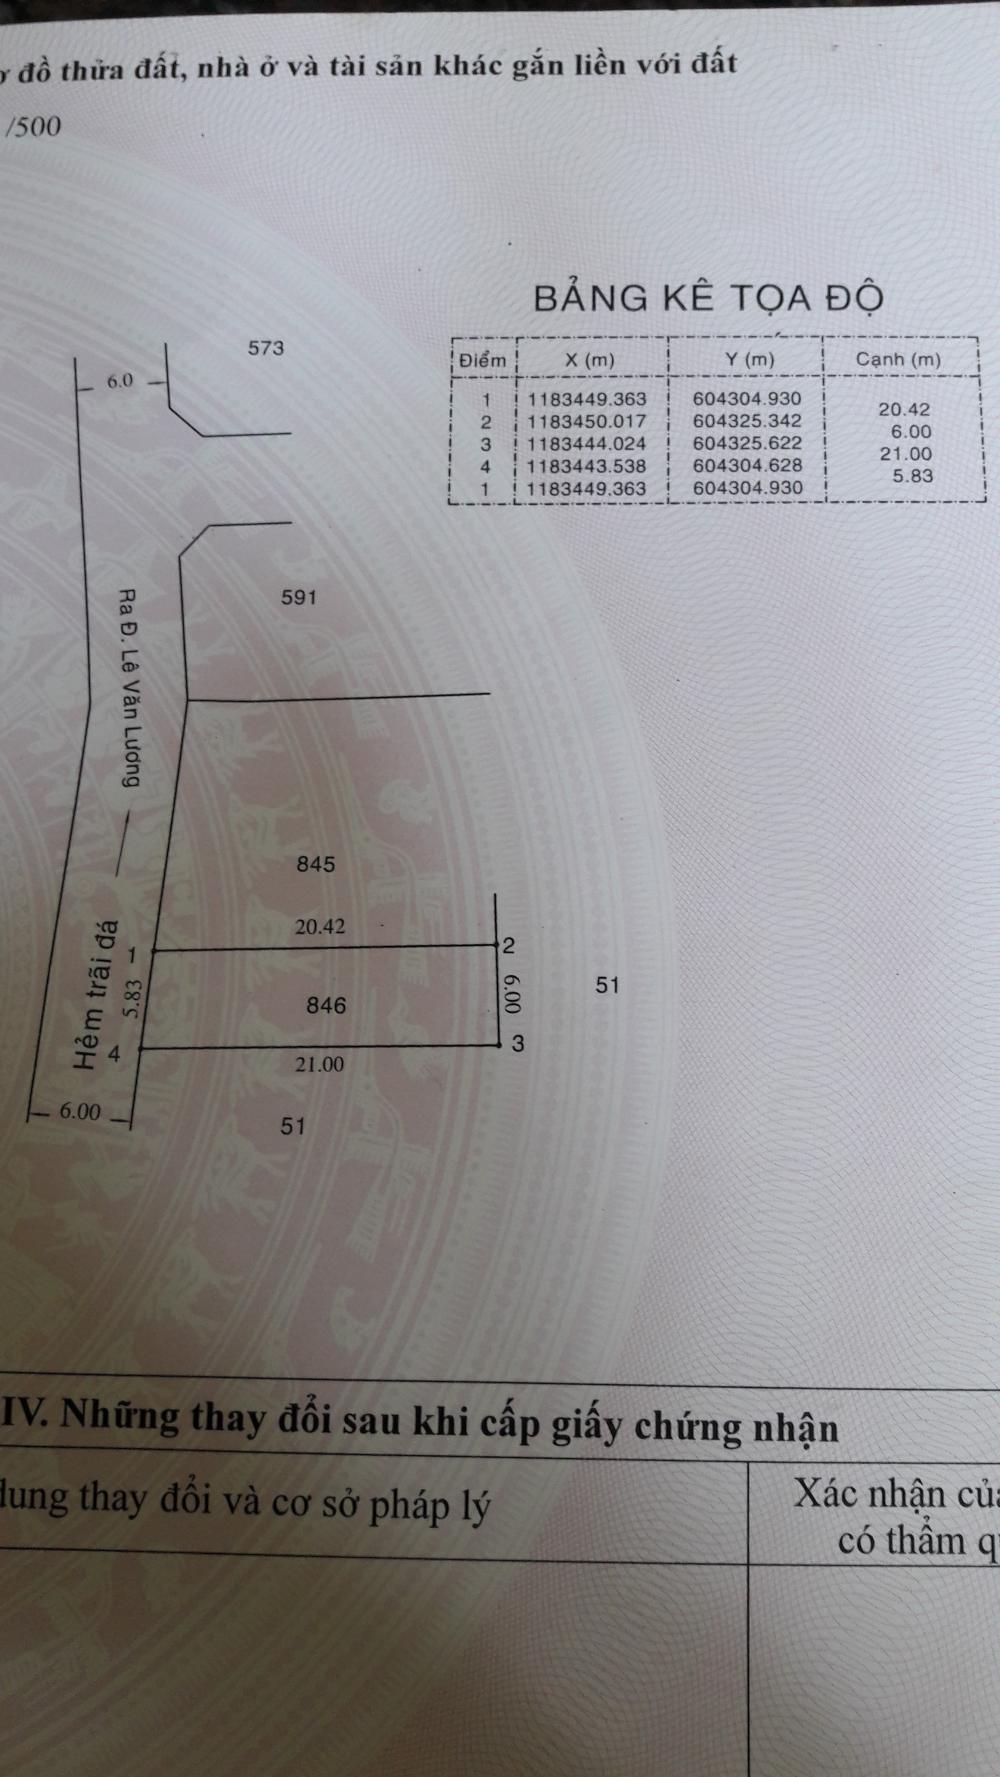 đồ thửa đất, nhà ở và tài sản khác gắn liền với đất
/500
BẢNG KÊ TỌA ĐỘ
Điểm X (m) Y (m) Cạnh (m)
1 1183449.363 604304.930
20.42
2 1183450.017 604325.342
6.00
3 1183444.024 604325.622
21.00
4 1183443.538 604304.628
5.83
1 1183449.363 604304.930
573
6.0
591
Ra Đ. Lê Văn Lương
845
20.42
Hẻm trãi đá
1
2
5.83
846
6.00
51
4
3
21.00
6.00
51
IV. Những thay đổi sau khi cấp giấy chứng nhận
dung thay đổi và cơ sở pháp lý
Xác nhận của
có thẩm q